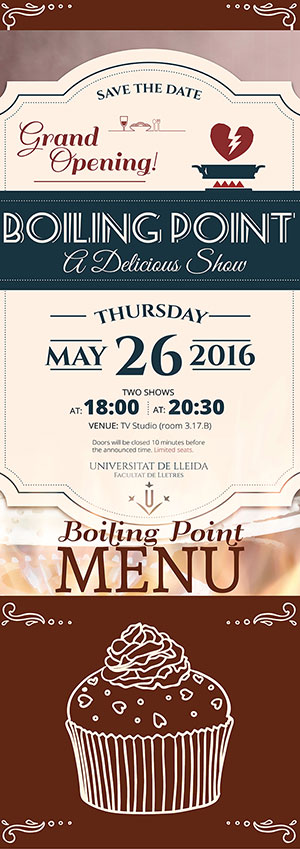 SAVE THE DATE
Grand
Opening!
BOILING POINT
A Delicious Show
THURSDAY
MAY 26 2016
TWO SHOWS
AT: 18:00 AT: 20:30
VENUE: TV Studio (room 3.17.B)
Doors will be closed 10 minutes before
the announced time. Limited seats.
UNIVERSITAT DE LLEIDA
FACULTAT DE LLETRES
Boiling Point
MENU